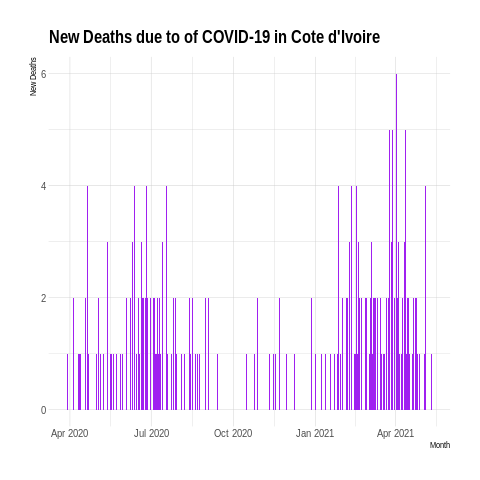 New Deaths due to of COVID-19 in Cote d'Ivoire
New Deaths
6
4
2
0
Apr 2020 Jul 2020 Oct 2020 Jan 2021 Apr 2021
Month